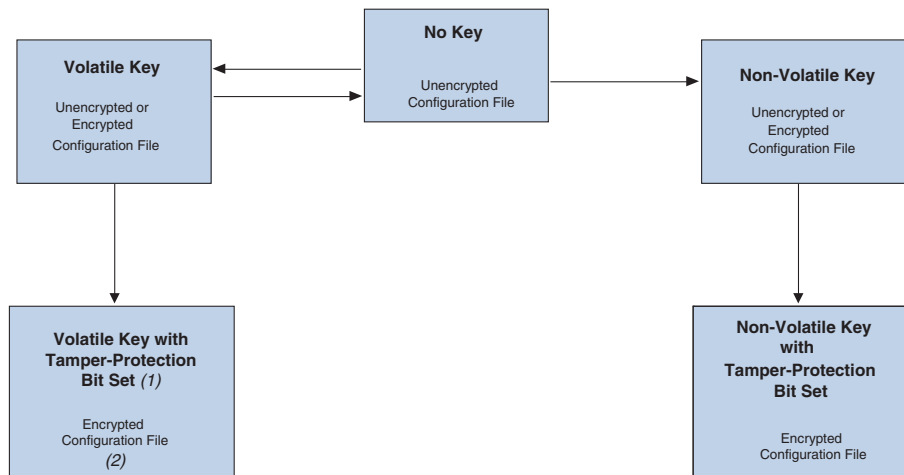 No Key
Unencrypted
Configuration File
Volatile Key
Unencrypted or
Encrypted
Configuration File
Non-Volatile Key
Unencrypted or
Encrypted
Configuration File
Volatile Key with
Tamper-Protection
Bit Set (1)
Encrypted
Configuration File
(2)
Non-Volatile Key
with
Tamper-Protection
Bit Set
Encrypted
Configuration File